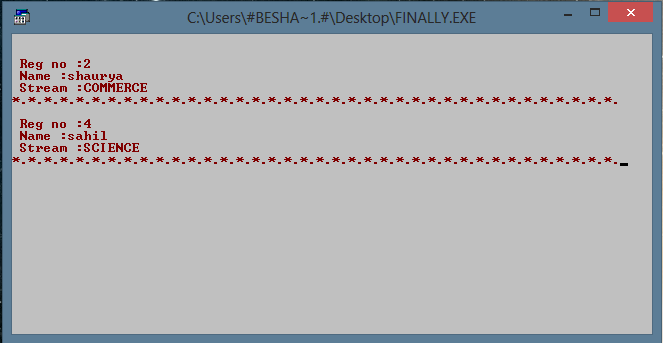 C:\Users\#BESHA~1.#\Desktop\FINALLY.EXE
Reg no :2
Name :shaurya
Stream :COMMERCE
*.*.*.*.*.*.*.*.*.*.*.*.*.*.*.*.*.*.*.*.*.*.*.*.*.*.*.*.*.*.*.*.*.*.*.*.*.*.
Reg no :4
Name :sahil
Stream :SCIENCE
*.*.*.*.*.*.*.*.*.*.*.*.*.*.*.*.*.*.*.*.*.*.*.*.*.*.*.*.*.*.*.*.*.*.*.*.*.*.